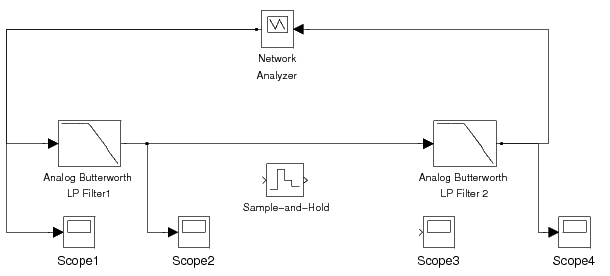 Network
Analyzer
Analog Butterworth
LP Filter1
Analog Butterworth
LP Filter 2
Sample-and-Hold
Scope1
Scope2
Scope3
Scope4